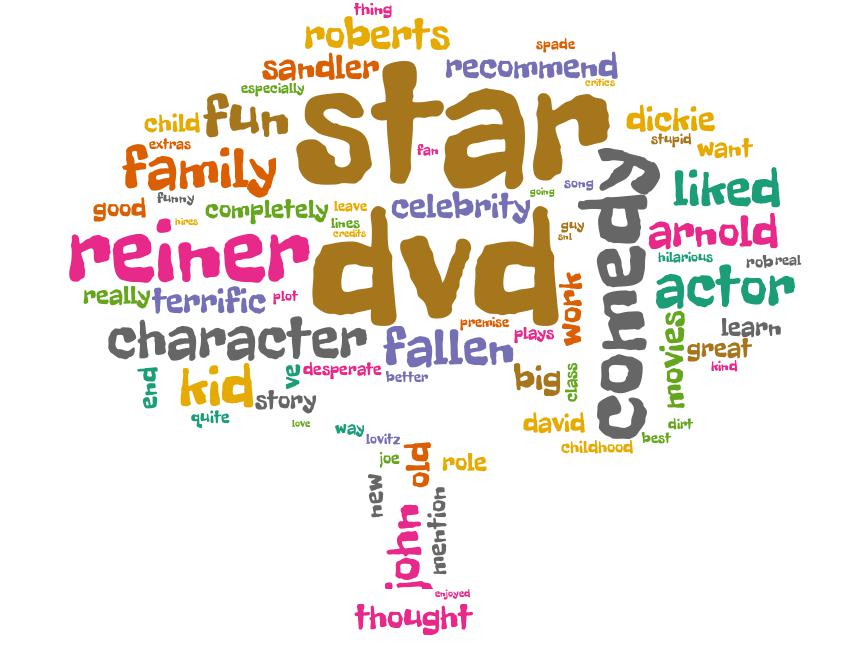 thing
roberts
spade
sandler
recommend
especially
critics
star
child
fun
dickie
extras
stupid
want
family
fan
comedy
liked
good
funny
completely
leave
celebrity
going
song
hires
lines
credits
dvd
guy
snl
arnold
reiner
hilarious
rob
real
actor
really
terrific
plot
work
premise
plays
character
fallen
movies
learn
great
kind
end
kid
ve
desperate
better
big
class
story
quite
love
way
lovitz
david
childhood
best
dirt
joe
old
role
new
john
mention
enjoyed
thought